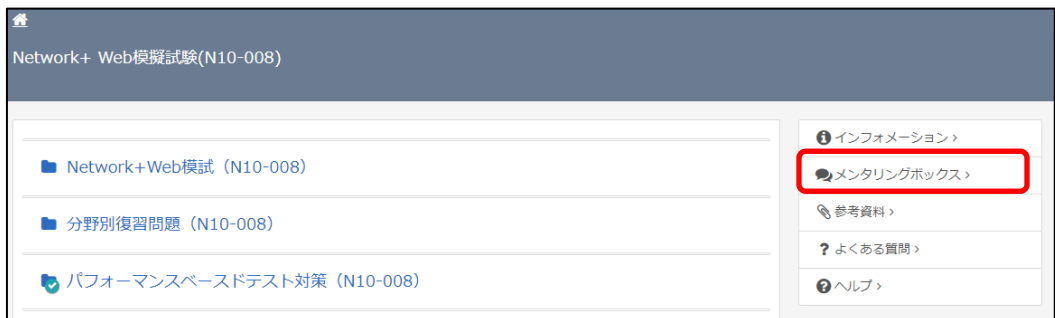 Network+ Web模擬試験(N10-008)
Network+Web模試（N10-008）
分野別復習問題（N10-008）
パフォーマンスベースドテスト対策（N10-008）
インフォメーション ›
メンタリングボックス ›
参考資料 ›
? よくある質問 ›
ヘルプ ›